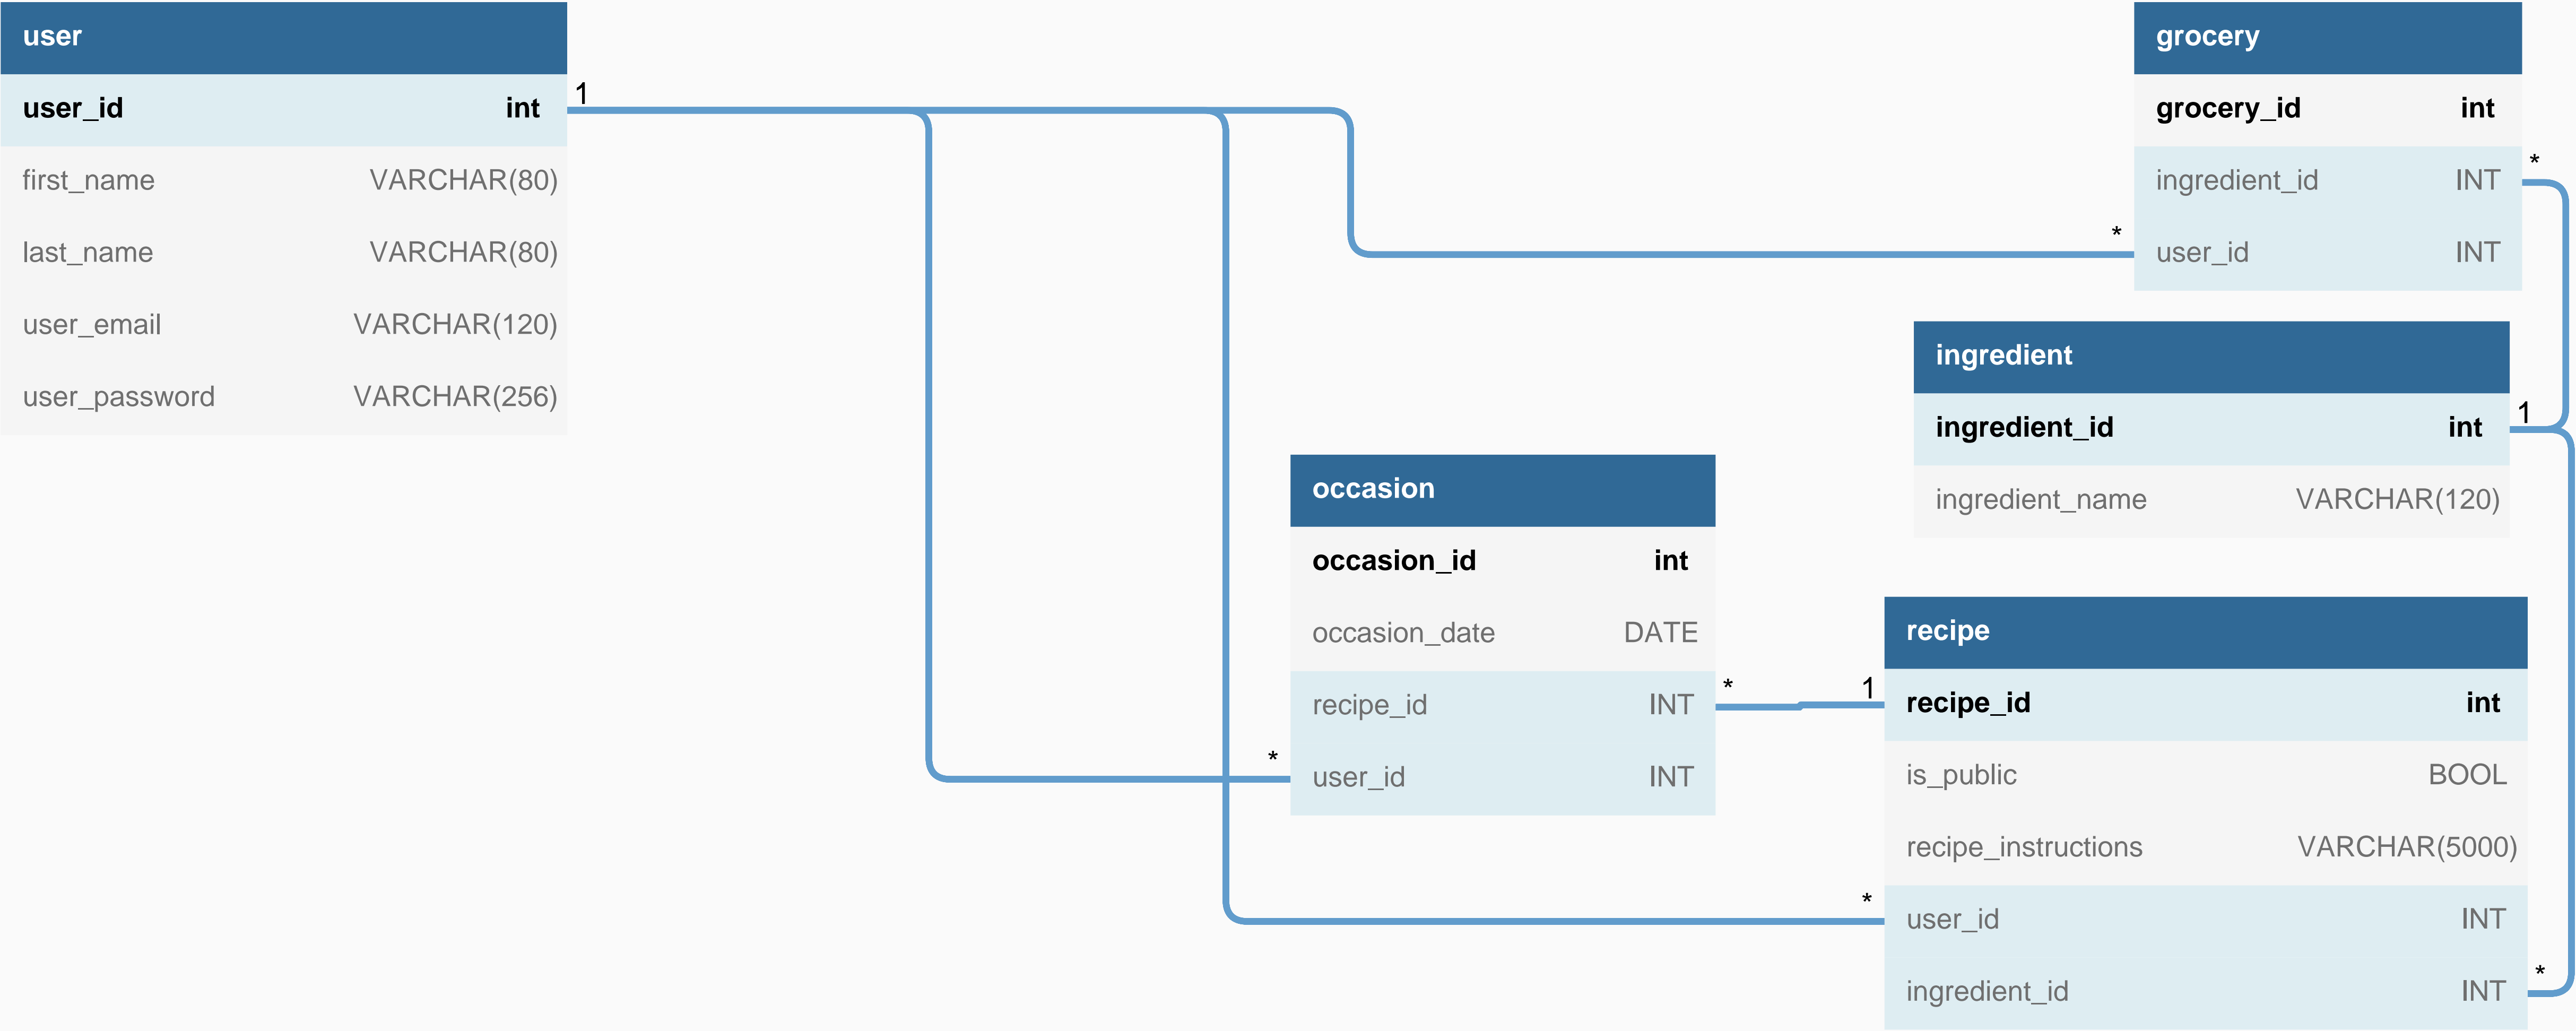 user
user_id int
first_name VARCHAR(80)
last_name VARCHAR(80)
user_email VARCHAR(120)
user_password VARCHAR(256)
1
grocery
grocery_id int
ingredient_id INT
user_id INT
*
*
ingredient
ingredient_id int
ingredient_name VARCHAR(120)
1
occasion
occasion_id int
occasion_date DATE
recipe_id INT
user_id INT
*
*
1
recipe
recipe_id int
is_public BOOL
recipe_instructions VARCHAR(5000)
user_id INT
ingredient_id INT
*
*